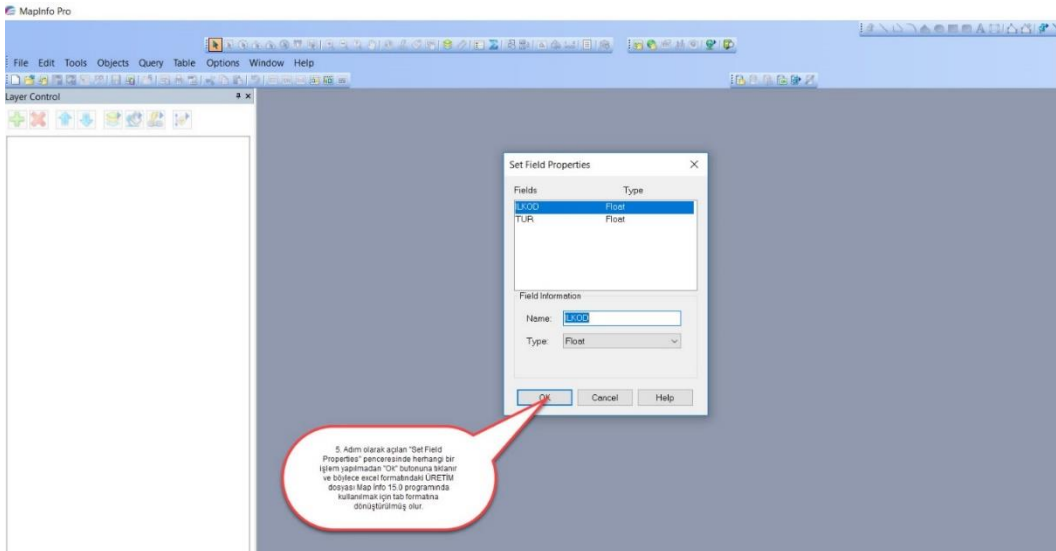 MapInfo Pro
File Edit Tools Objects Query Table Options Window Help
Layer Control
Set Field Properties
Fields Type
ILKOD Float
TUR Float
Field Information
Name: ILKOD
Type: Float
OK Cancel Help
5. Adım olarak açılan "Set Field
Properties" penceresinde herhangi bir
işlem yapılmadan "Ok" butonuna tıklanır
ve böylece excel formatındaki ÜRETİM
dosyası Map Info 15.0 programında
kullanılmak için tab formatına
dönüştürülmüş olur.